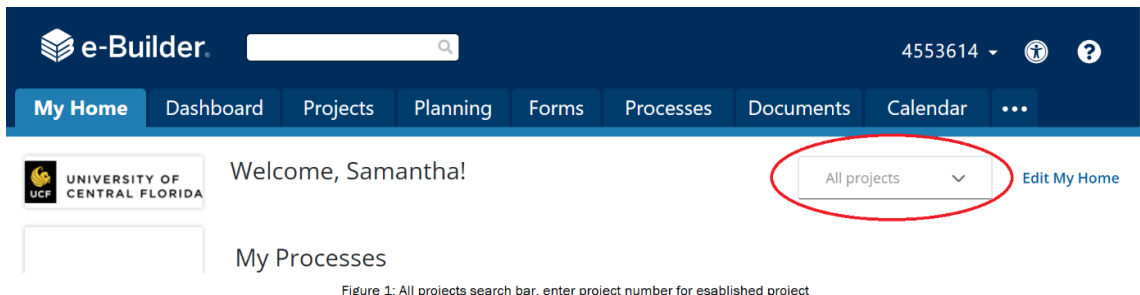 e-Builder®
4553614
My Home Dashboard Projects Planning Forms Processes Documents Calendar •••
UCF UNIVERSITY OF
CENTRAL FLORIDA
Welcome, Samantha!
All projects
Edit My Home
My Processes
Figure 1: All projects search bar, enter project number for esablished project